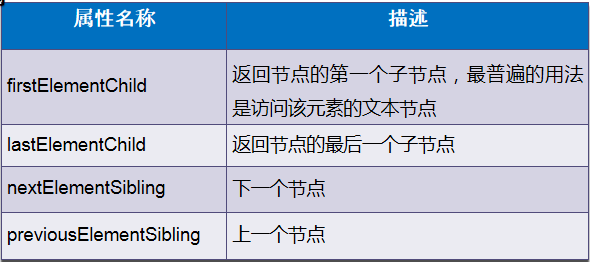 属性名称 描述
firstElementChild 返回节点的第一个子节点，最普遍的用法
是访问该元素的文本节点
lastElementChild 返回节点的最后一个子节点
nextElementSibling 下一个节点
previousElementSibling 上一个节点